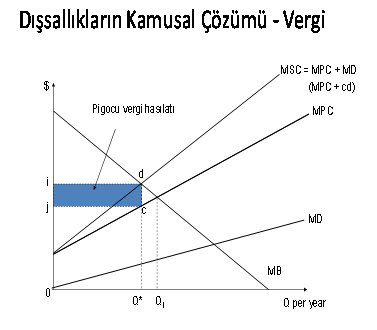 Dışsallıkların Kamusal Çözümü - Vergi
$
MSC = MPC + MD
(MPC + cd)
Pigocu vergi hasılatı
MPC
i
d
j
c
MD
0
Q*
Q₁
MB
Q per year